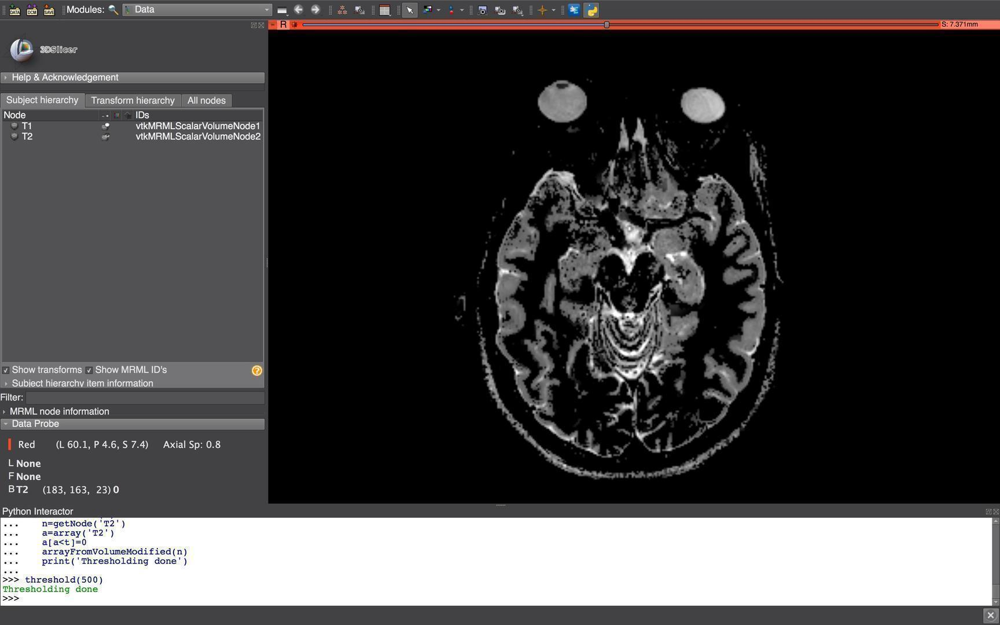 DATA DCM SAVE Modules: Data
R S: 7.371mm
3DSlicer
Help & Acknowledgement
Subject hierarchy Transform hierarchy All nodes
Node IDs
T1 vtkMRMLScalarVolumeNode1
T2 vtkMRMLScalarVolumeNode2
Show transforms Show MRML ID's
Subject hierarchy item information
Filter:
MRML node information
Data Probe
Red (L 60.1, P 4.6, S 7.4) Axial Sp: 0.8
L None
F None
B T2 (183, 163, 23) 0
Python Interactor
... n=getNode('T2')
... a=array('T2')
... a[a<t]=0
... arrayFromVolumeModified(n)
... print('Thresholding done')
...
>>> threshold(500)
Thresholding done
>>>